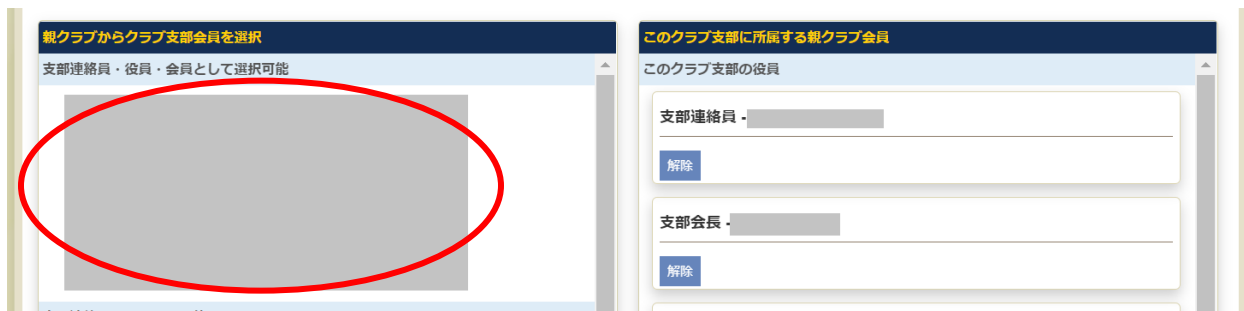 親クラブからクラブ支部会員を選択
支部連絡員・役員・会員として選択可能
このクラブ支部に所属する親クラブ会員
このクラブ支部の役員
支部連絡員 -
解除
支部会長 -
解除